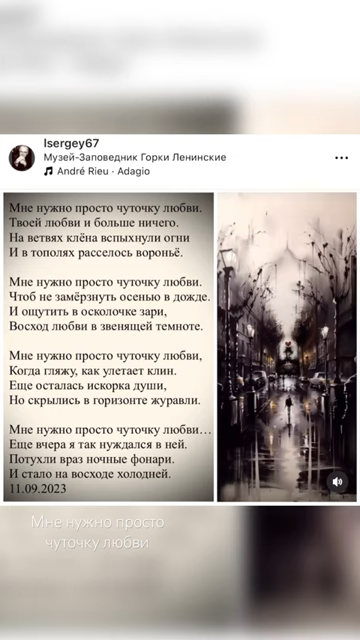 lsergey67
Музей-Заповедник Горки Ленинские
André Rieu · Adagio
Мне нужно просто чуточку любви.
Твоей любви и больше ничего.
На ветвях клёна вспыхнули огни
И в тополях расселось вороньё.
Мне нужно просто чуточку любви.
Чтоб не замёрзнуть осенью в дожде.
И ощутить в осколочке зари,
Восход любви в звенящей темноте.
Мне нужно просто чуточку любви,
Когда гляжу, как улетает клин.
Еще осталась искорка души,
Но скрылись в горизонте журавли.
Мне нужно просто чуточку любви…
Еще вчера я так нуждался в ней.
Потухли враз ночные фонари.
И стало на восходе холодней.
11.09.2023
Мне нужно просто
чуточку любви.